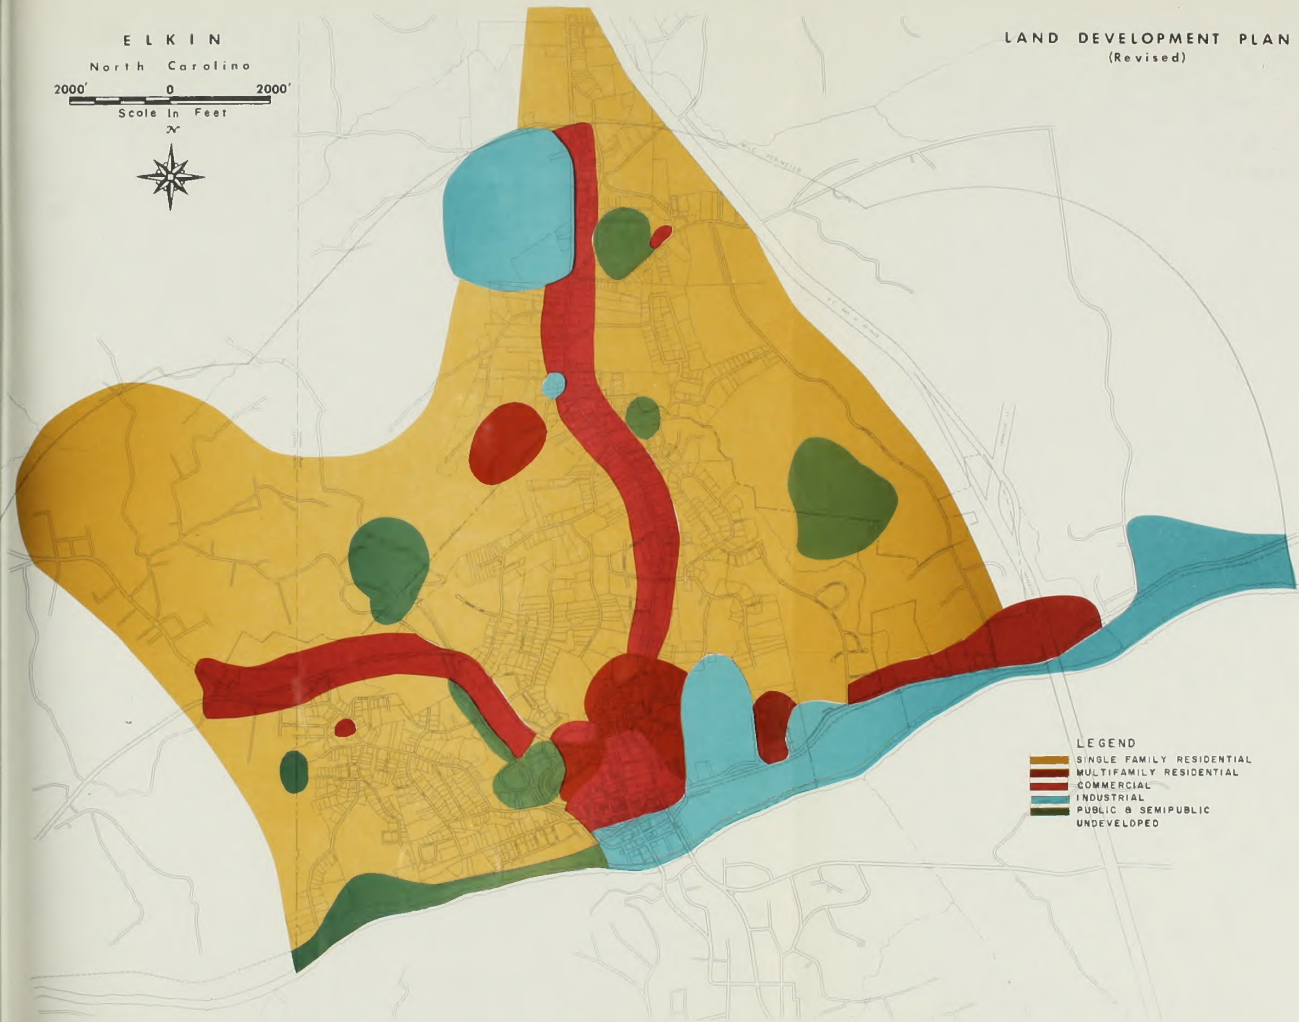 ELKIN
North Carolina
2000' 0 2000'
Scale In Feet
N
LAND DEVELOPMENT PLAN
(Revised)
LEGEND
SINGLE FAMILY RESIDENTIAL
MULTIFAMILY RESIDENTIAL
COMMERCIAL
INDUSTRIAL
PUBLIC & SEMIPUBLIC
UNDEVELOPED